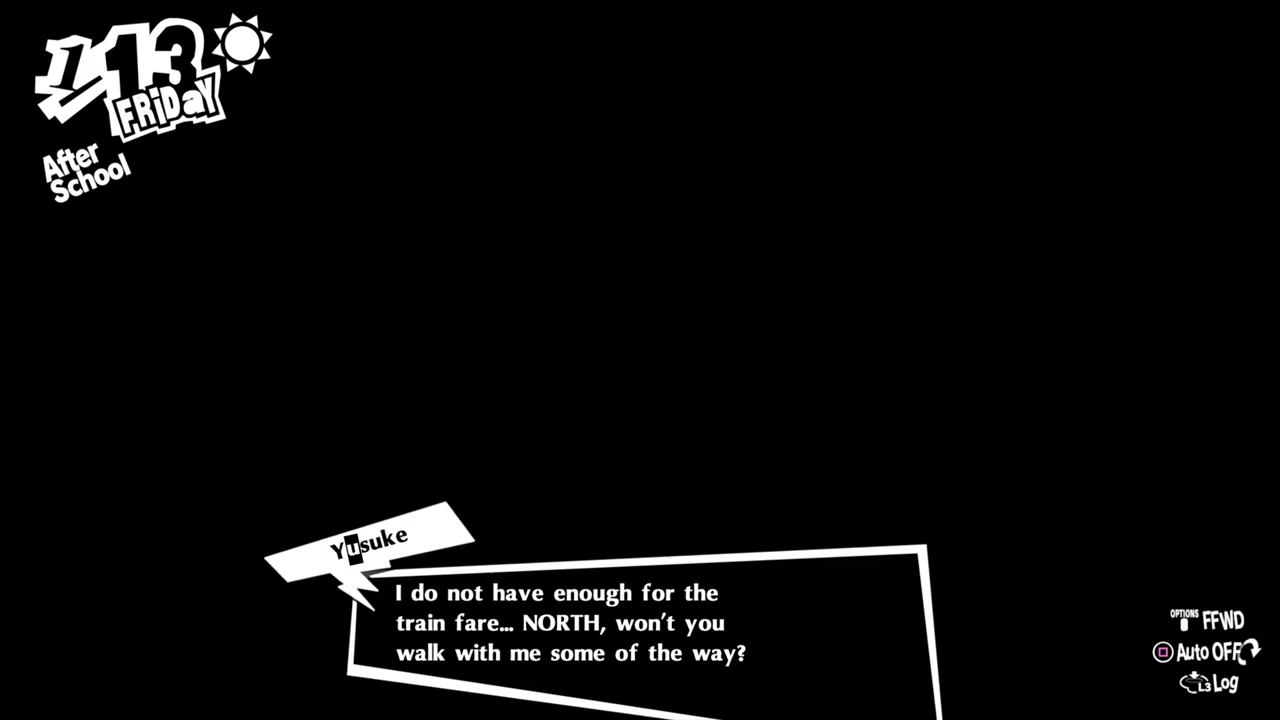 1 13
FRiDaY
After
School
Yusuke
I do not have enough for the
train fare... NORTH, won't you
walk with me some of the way?
OPTIONS FFWD
Auto OFF
L3 Log